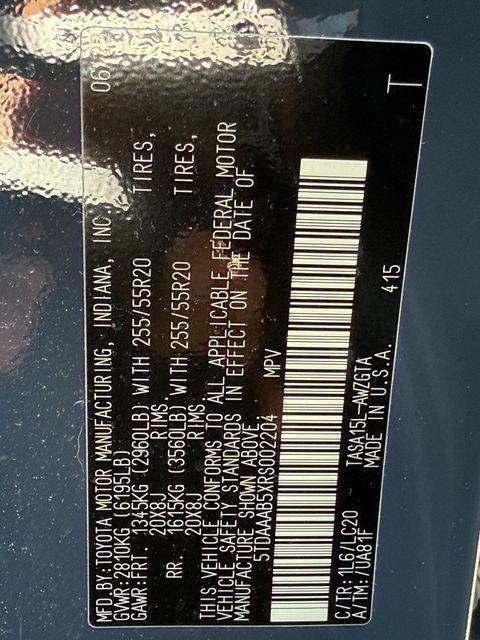 MFD.BY:TOYOTA MOTOR MANUFACTURING, INDIANA, INC.
GVWR:2810KG(6195LB)
GAWR:FRT. 1345KG(2960LB) WITH 255/55R20 TIRES,
20X8J RIMS,
RR. 1615KG(3560LB) WITH 255/55R20 TIRES,
20X8J RIMS.
THIS VEHICLE CONFORMS TO ALL APPLICABLE FEDERAL MOTOR
VEHICLE SAFETY STANDARDS IN EFFECT ON THE DATE OF
MANUFACTURE SHOWN ABOVE.
5TDAAAB5XRS002204 MPV
C/TR:1L6/LC20 TASA15L-AWZGTA 415 T
A/TM:/UA81F MADE IN U.S.A.